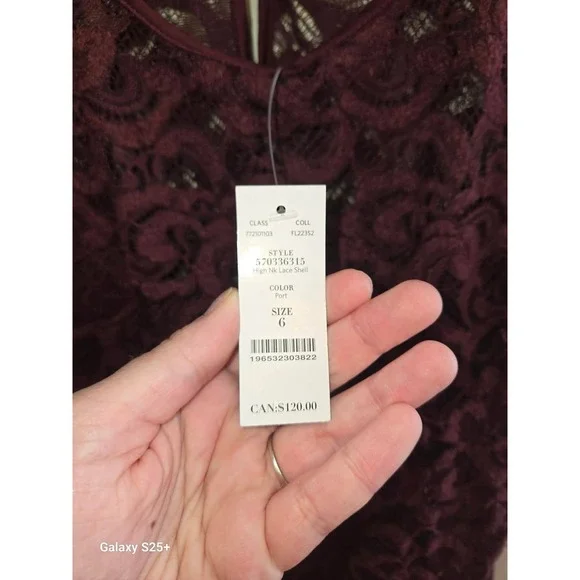 CLASS COLL
172101103 FL22352
STYLE
570336315
High Nk Lace Shell
COLOR
Port
SIZE
6
196532303822
CAN:$120.00
Galaxy S25+